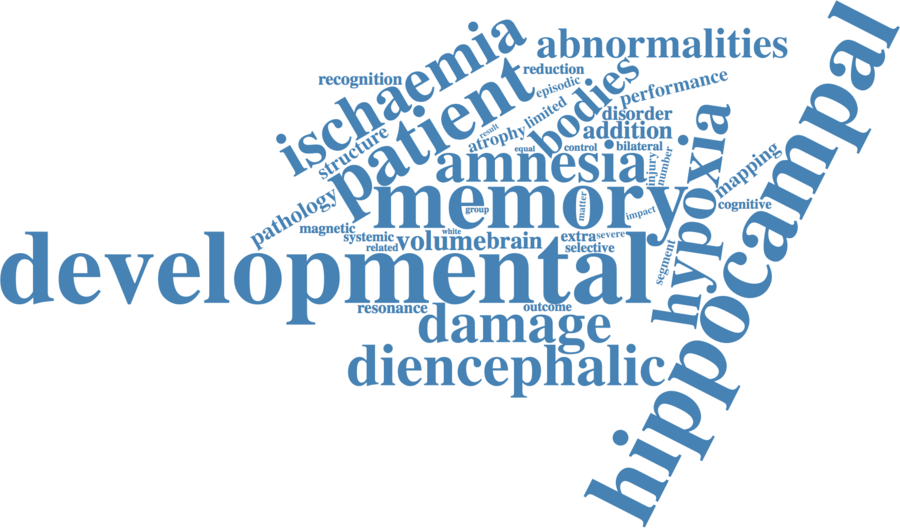 ischaemia
abnormalities
hippocampal
recognition
reduction
patient
episodic
bodies
performance
structure
result
atrophy
limited
disorder
addition
hypoxia
equal
control
bilateral
amnesia
injury
number
mapping
pathology
memory
group
matter
impact
cognitive
magnetic
systemic
white
related
volume
brain
extra
severe
selective
segment
developmental
resonance
outcome
damage
diencephalic